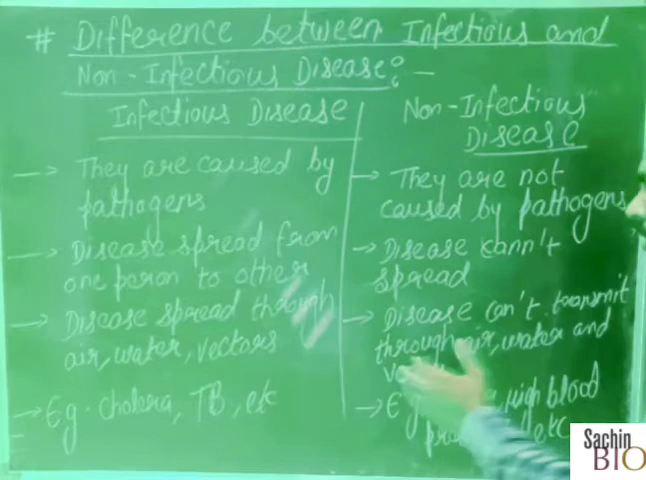 # Difference between Infectious and
Non-Infectious Disease:-
Infectious Disease
→ They are caused by
pathogens
→ Disease spread from
one person to other
→ Disease spread through
air, water, vectors
→ Eg. cholera, TB, etc
Non-Infectious
Disease
→ They are not
caused by pathogens
→ Disease cann't
spread
→ Disease can't transmit
through air, water and
→ high blood
etc
Sachin
BIO